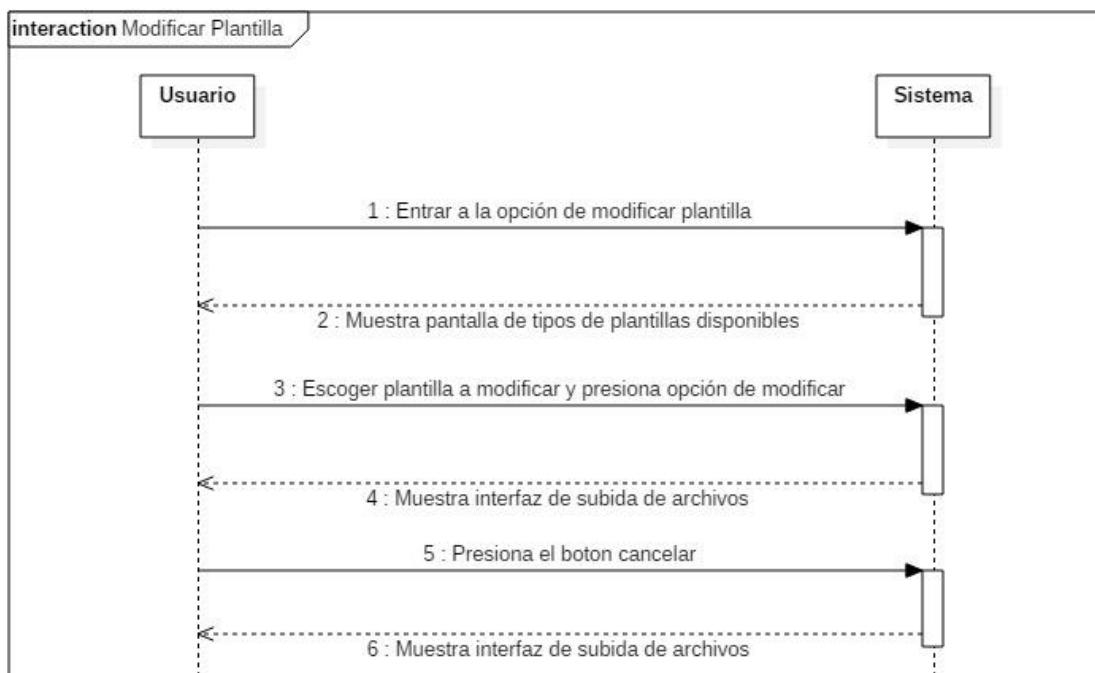 interaction Modificar Plantilla
Usuario
Sistema
1 : Entrar a la opción de modificar plantilla
2 : Muestra pantalla de tipos de plantillas disponibles
3 : Escoger plantilla a modificar y presiona opción de modificar
4 : Muestra interfaz de subida de archivos
5 : Presiona el boton cancelar
6 : Muestra interfaz de subida de archivos